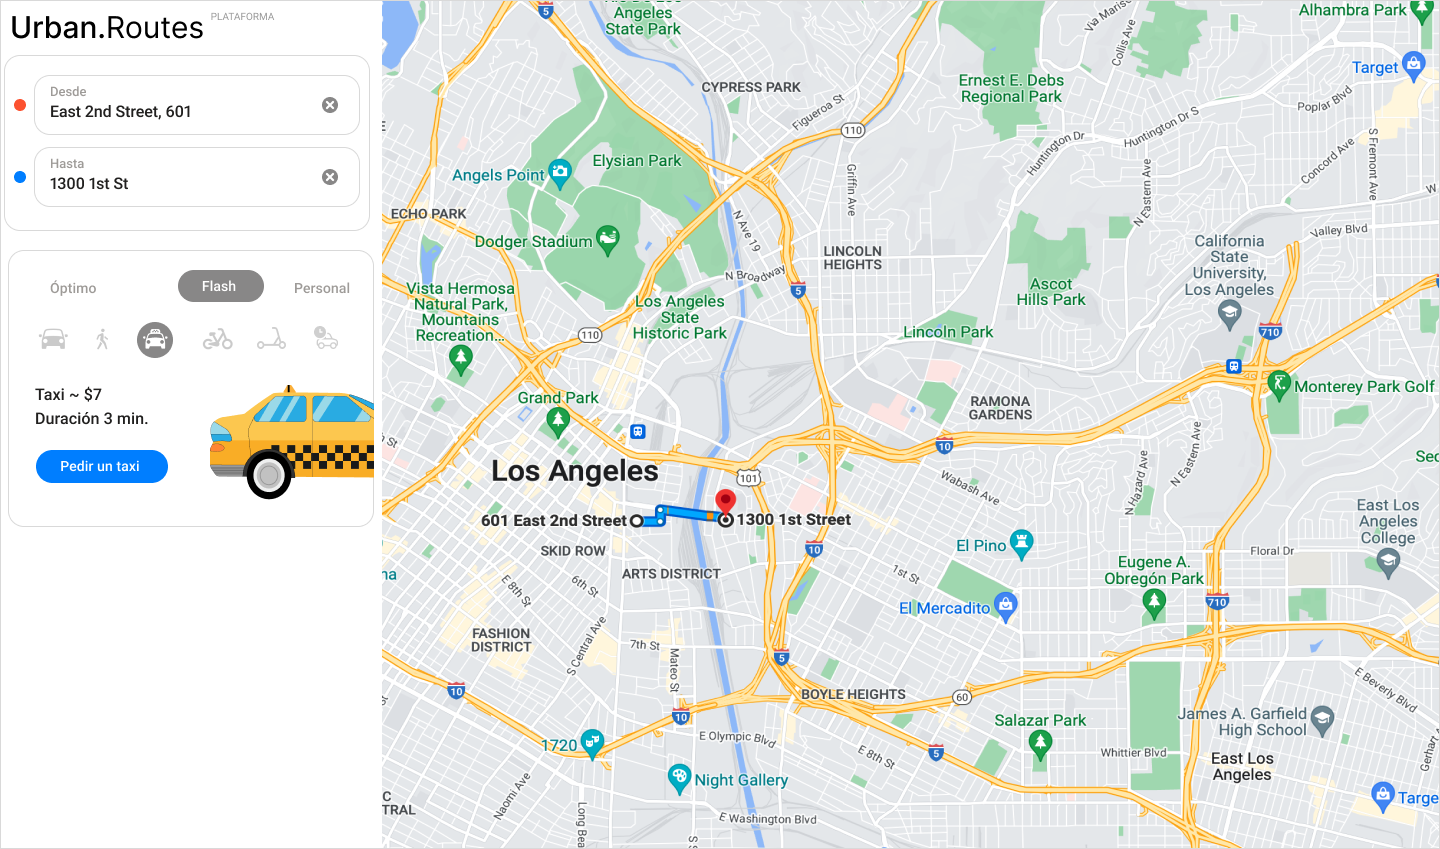 Urban.Routes
PLATAFORMA
Desde
East 2nd Street, 601
Hasta
1300 1st St
Óptimo
Flash
Personal
Taxi ~ $7
Duración 3 min.
Pedir un taxi
Angeles
State Park
5
Via Mariso
Collis Ave
Alhambra Park
Target
CYPRESS PARK
Ernest E. Debs
Regional Park
Figueroa St
110
Huntington Dr
Huntington Dr S
Poplar Blvd
S Fremont Ave
Concord Ave
Elysian Park
Angels Point
Griffin Ave
N Eastern Ave
ECHO PARK
N Ave 19
Dodger Stadium
LINCOLN
HEIGHTS
California
State
University,
Los Angeles
Valley Blvd
N Broadway
5
Ascot
Hills Park
Vista Hermosa
Natural Park,
Mountains
Recreation...
Los Angeles
State
Historic Park
110
Lincoln Park
710
Grand Park
RAMONA
GARDENS
Monterey Park Golf
10
Los Angeles
101
Wabash Ave
N Hazard Ave
N Eastern Ave
601 East 2nd Street
1300 1st Street
East Los
Angeles
College
SKID ROW
10
El Pino
Floral Dr
ARTS DISTRICT
1st St
Eugene A.
Obregón Park
E 8th St
6th St
El Mercadito
710
FASHION
DISTRICT
S Central Ave
7th St
Mateo St
5
10
BOYLE HEIGHTS
60
E Beverly Blvd
10
Salazar Park
James A. Garfield
High School
1720
E Olympic Blvd
E 8th St
5
Whittier Blvd
East Los
Angeles
Night Gallery
Naomi Ave
E Washington Blvd